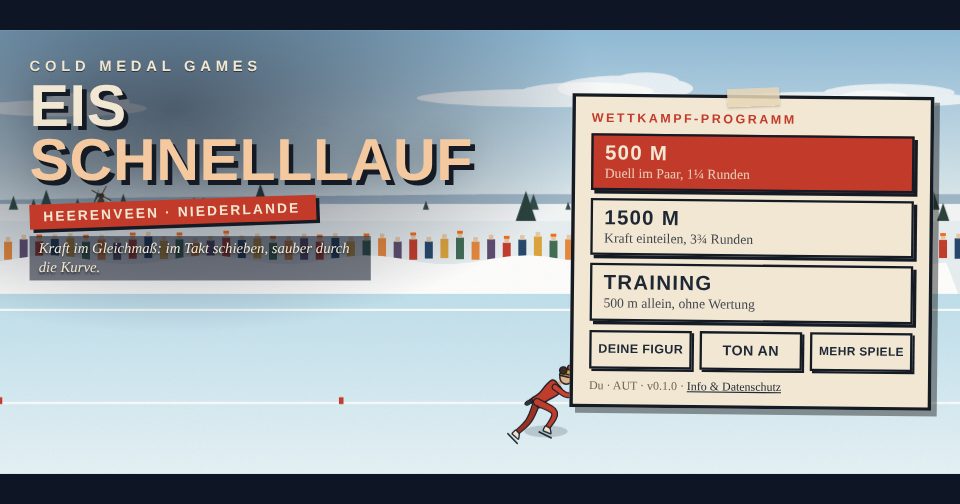 COLD MEDAL GAMES
EIS
SCHNELLLAUF
HEERENVEEN · NIEDERLANDE
Kraft im Gleichmaß: im Takt schieben, sauber durch
die Kurve.
WETTKAMPF-PROGRAMM
500 M
Duell im Paar, 1¼ Runden
1500 M
Kraft einteilen, 3¾ Runden
TRAINING
500 m allein, ohne Wertung
DEINE FIGUR
TON AN
MEHR SPIELE
Du · AUT · v0.1.0 · Info & Datenschutz